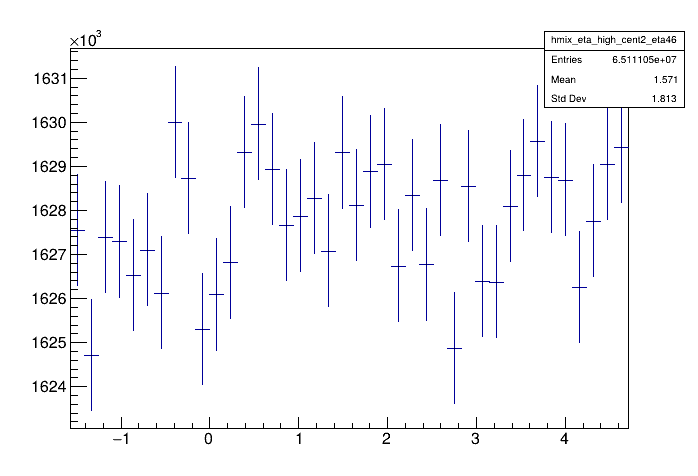 ×10³
hmix_eta_high_cent2_eta46
Entries 6.511105e+07
Mean 1.571
Std Dev 1.813
1631
1630
1629
1628
1627
1626
1625
1624
−1 0 1 2 3 4